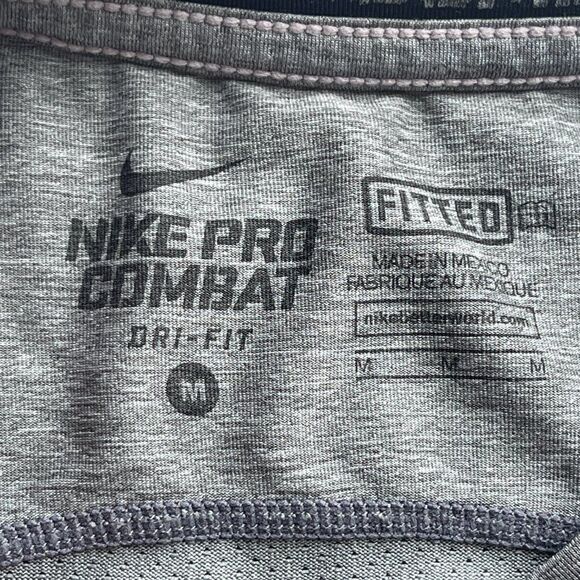 NIKE PRO
COMBAT
DRI-FIT
M
FITTED
MADE IN MEXICO
FABRIQUE AU MEXIQUE
nikebetterworld.com
M M M